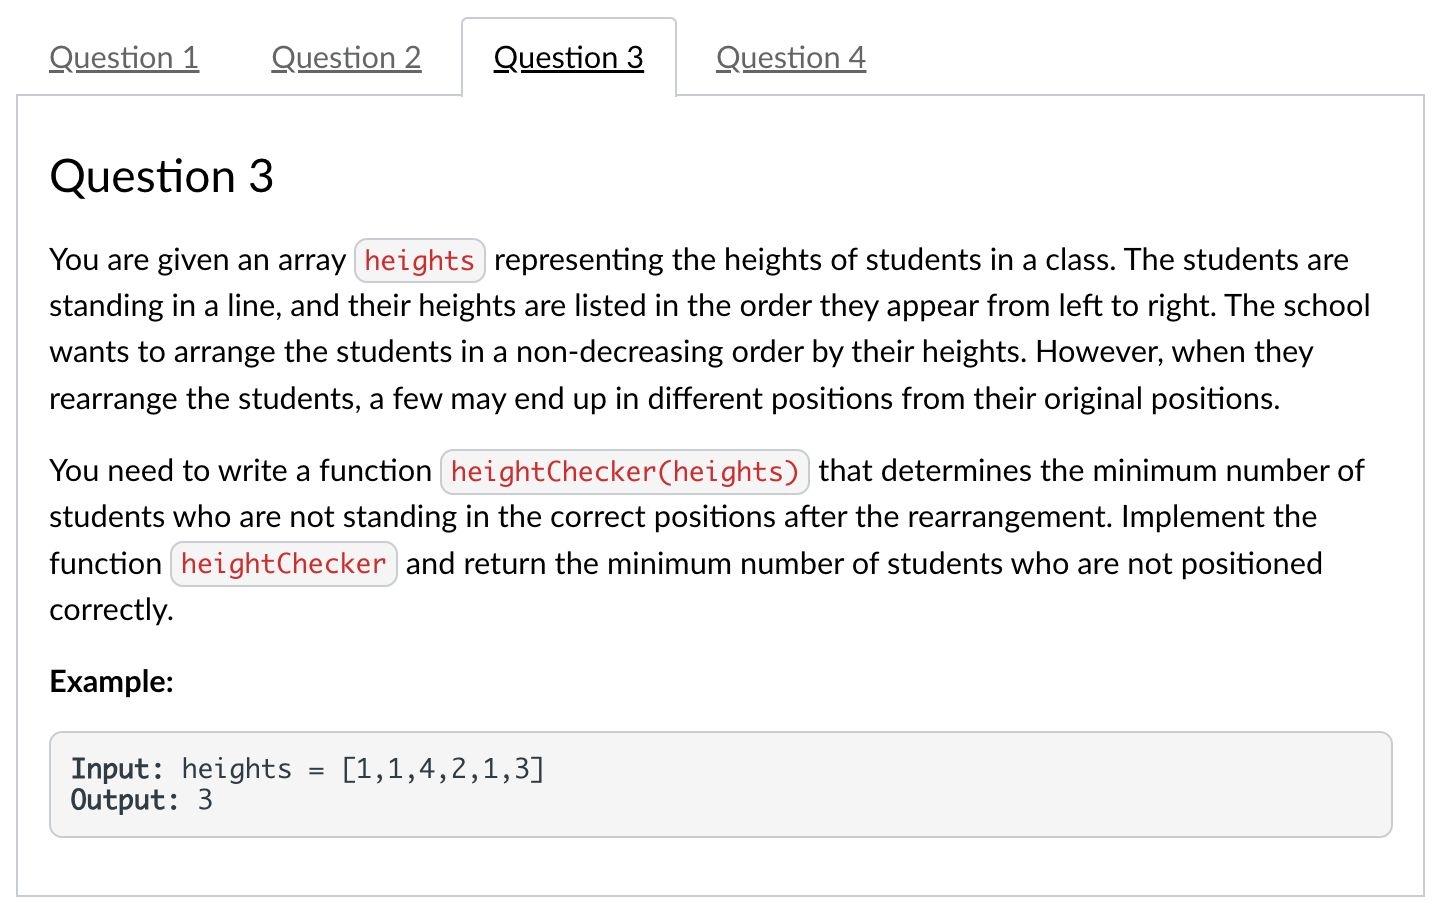 Question 1 Question 2 Question 3 Question 4
Question 3
You are given an array heights representing the heights of students in a class. The students are
standing in a line, and their heights are listed in the order they appear from left to right. The school
wants to arrange the students in a non-decreasing order by their heights. However, when they
rearrange the students, a few may end up in different positions from their original positions.
You need to write a function heightChecker(heights) that determines the minimum number of
students who are not standing in the correct positions after the rearrangement. Implement the
function heightChecker and return the minimum number of students who are not positioned
correctly.
Example:
Input: heights = [1,1,4,2,1,3]
Output: 3